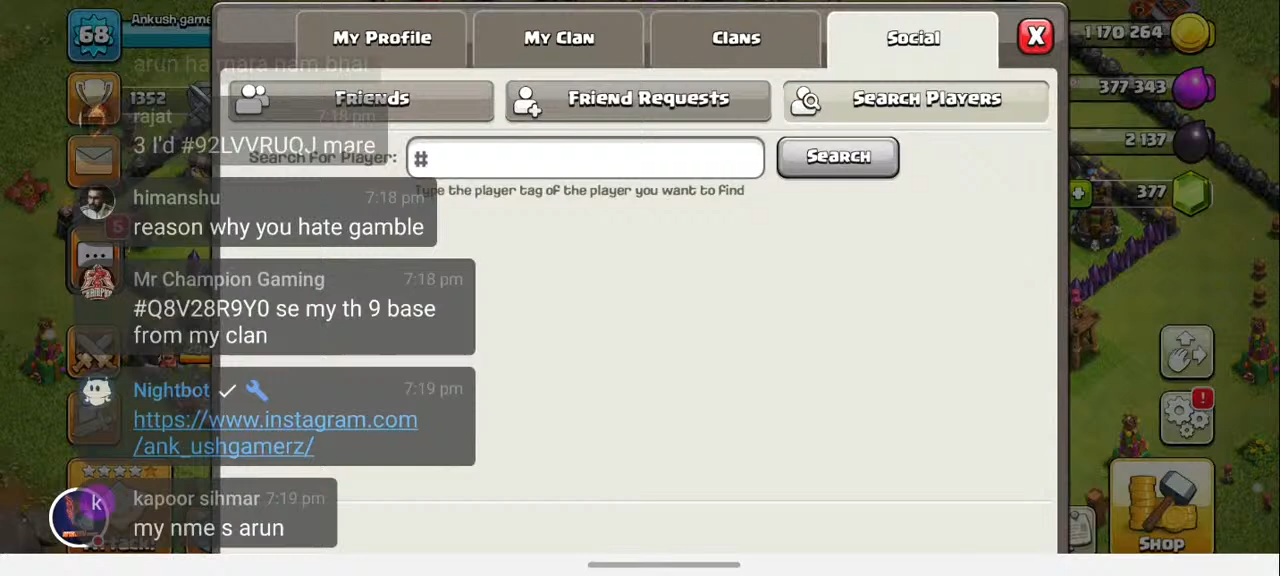 68
Ankush game
My Profile
My Clan
Clans
Social
X
1 170 264
arun ha mara nam bhai
Friends
Friend Requests
Search Players
1352
rajat
7:18 pm
377 343
3 I'd #92LVVRUQJ mare
Search for Player:
#
Search
2 137
Type the player tag of the player you want to find
himanshu
7:18 pm
377
reason why you hate gamble
5
Mr Champion Gaming
7:18 pm
#Q8V28R9Y0 se my th 9 base
from my clan
Nightbot
7:19 pm
https://www.instagram.com
/ank_ushgamerz/
!
k
kapoor sihmar 7:19 pm
my nme s arun
Attack!
Shop